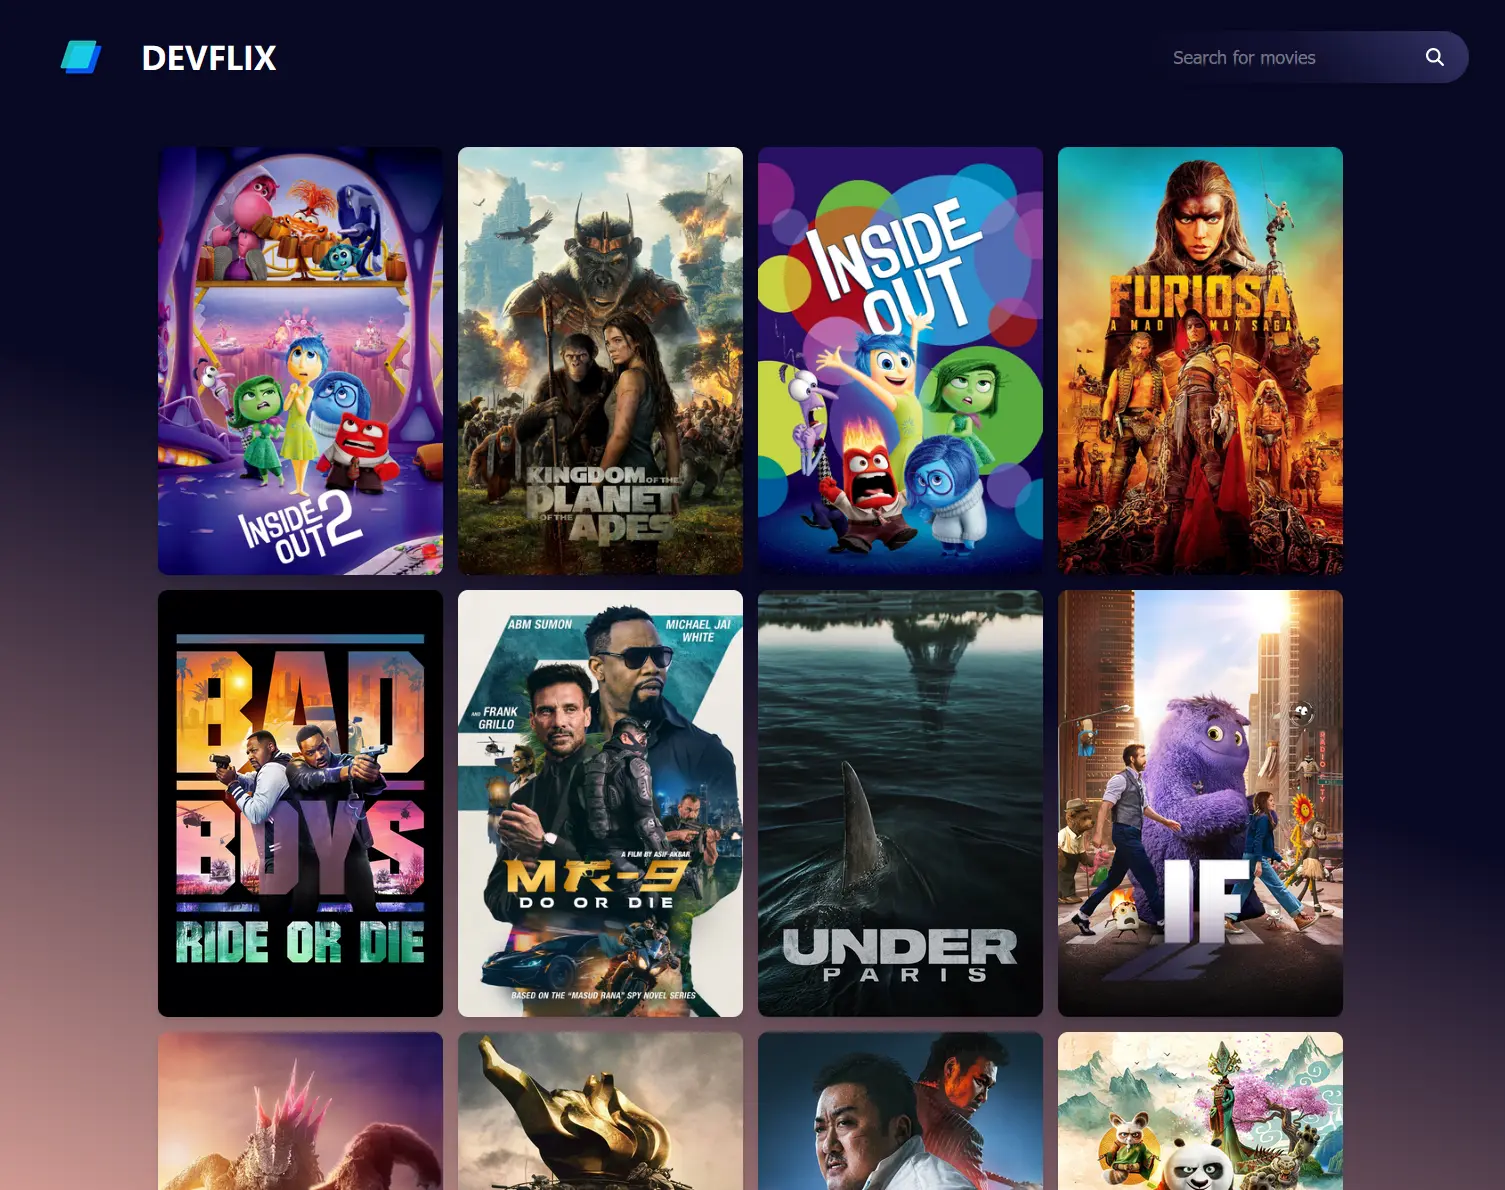 DEVFLIX
Search for movies
INSIDE
OUT 2
KINGDOM OF THE
PLANET
OF THE APES
INSIDE
OUT
FURIOSA
A MAD MAX SAGA
BAD
BOYS
RIDE OR DIE
ABM SUMON
MICHAEL JAI
WHITE
AND FRANK
GRILLO
A FILM BY ASIF AKBAR
MR-9
DO OR DIE
BASED ON THE “MASUD RANA” SPY NOVEL SERIES
UNDER
PARIS
RADIO CITY
IF